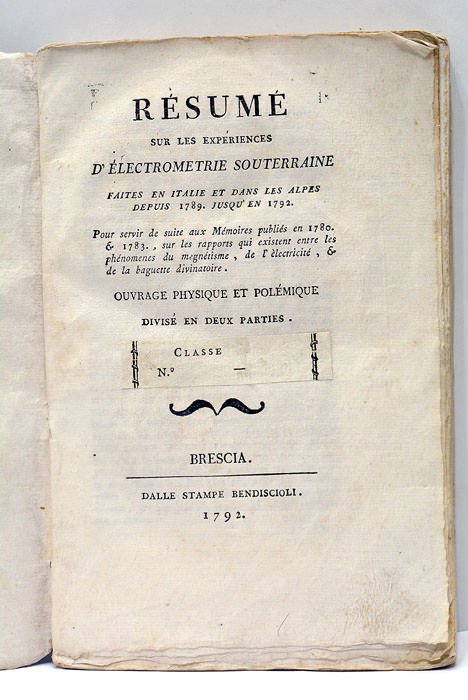 RÉSUMÉ
SUR LES EXPÉRIENCES
D'ÉLECTROMETRIE SOUTERRAINE
FAITES EN ITALIE ET DANS LES ALPES
DEPUIS 1789. JUSQU'EN 1792.
Pour servir de suite aux Mémoires publiés en 1780.
& 1783., sur les rapports qui existent entre les
phénomenes du megnétisme, de l'électricité, &
de la baguette divinatoire.
OUVRAGE PHYSIQUE ET POLÉMIQUE
DIVISÉ EN DEUX PARTIES.
CLASSE
N.º —
BRESCIA.
DALLE STAMPE BENDISCIOLI.
1792.